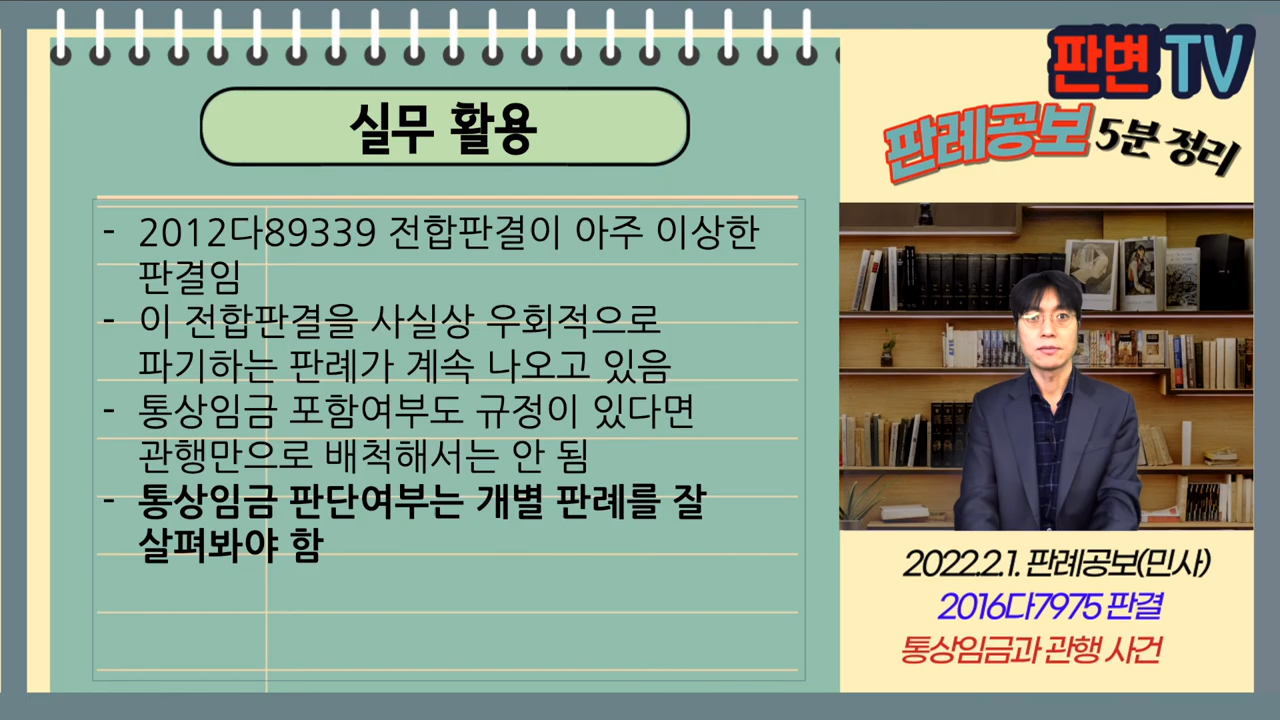 실무 활용
- 2012다89339 전합판결이 아주 이상한
판결임
- 이 전합판결을 사실상 우회적으로
파기하는 판례가 계속 나오고 있음
- 통상임금 포함여부도 규정이 있다면
관행만으로 배척해서는 안 됨
- 통상임금 판단여부는 개별 판례를 잘
살펴봐야 함
판변 TV
판례공보 5분 정리
2022.2.1. 판례공보(민사)
2016다7975 판결
통상임금과 관행 사건